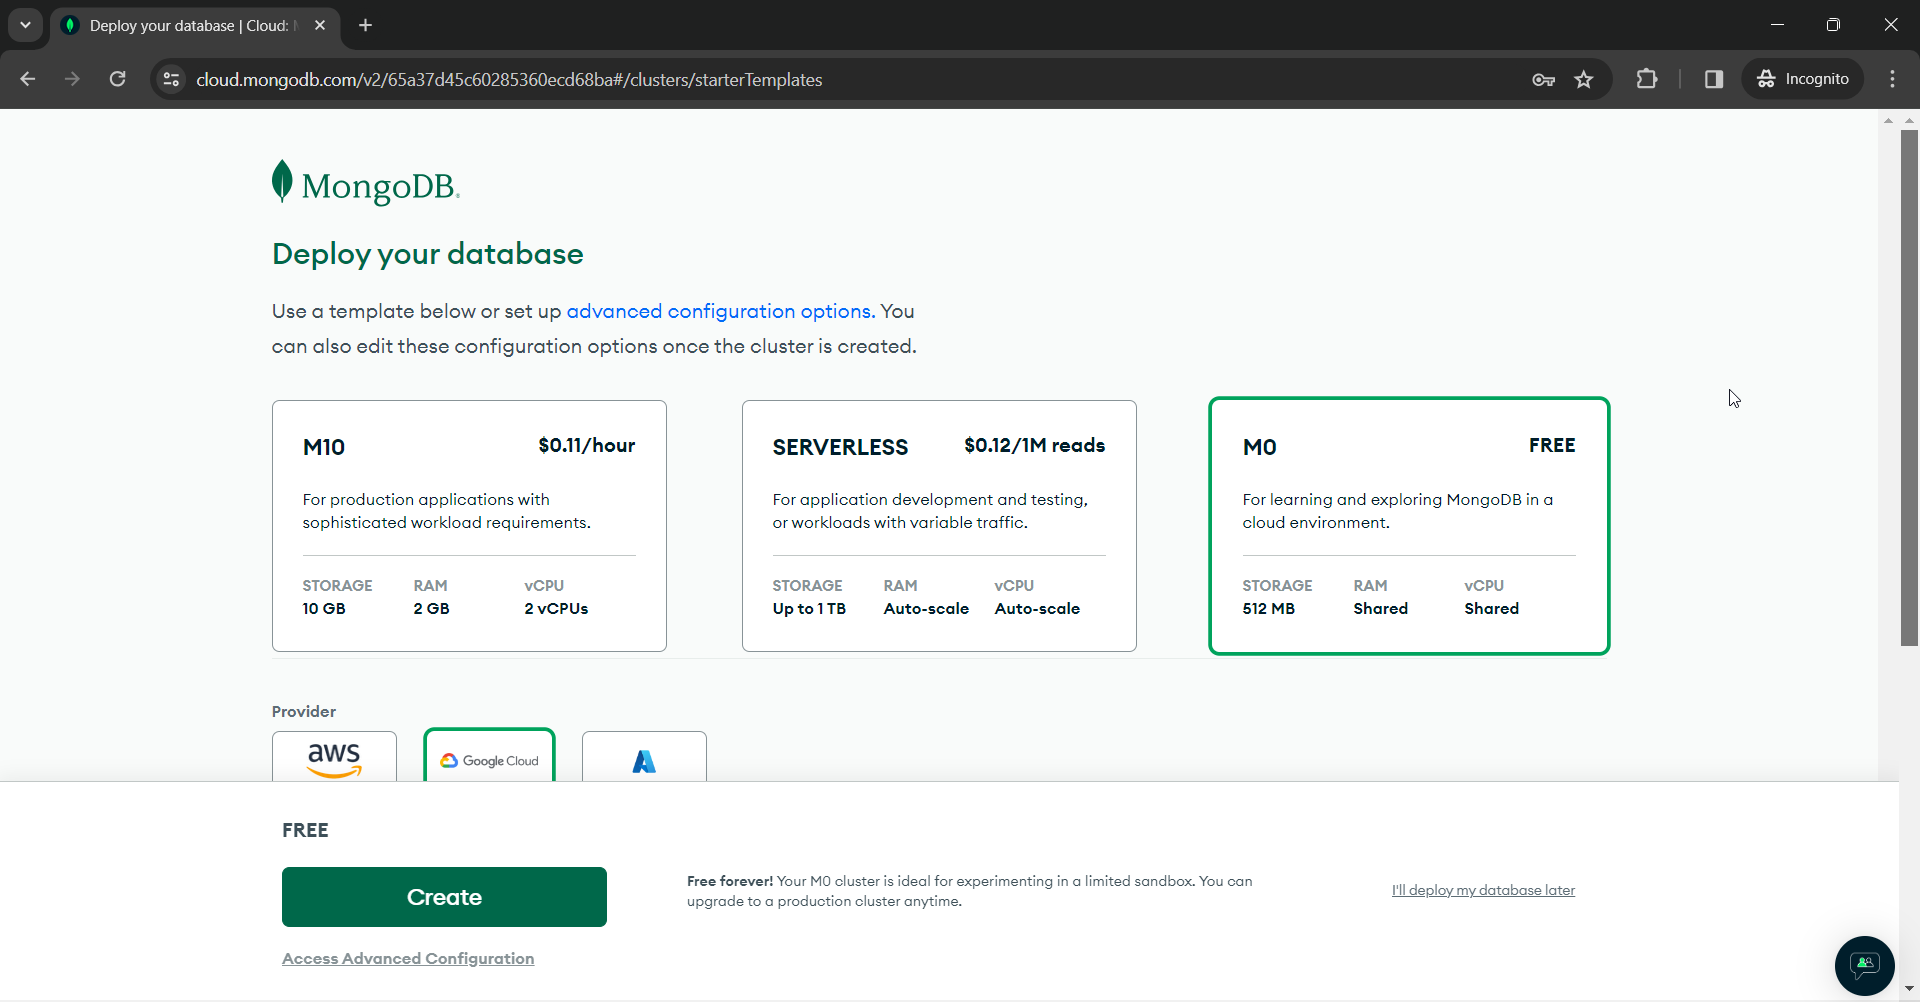 Deploy your database | Cloud:
cloud.mongodb.com/v2/65a37d45c60285360ecd68ba#/clusters/starterTemplates
Incognito
MongoDB.
Deploy your database
Use a template below or set up advanced configuration options. You
can also edit these configuration options once the cluster is created.
M10 $0.11/hour
For production applications with
sophisticated workload requirements.
STORAGE RAM vCPU
10 GB 2 GB 2 vCPUs
SERVERLESS $0.12/1M reads
For application development and testing,
or workloads with variable traffic.
STORAGE RAM vCPU
Up to 1 TB Auto-scale Auto-scale
M0 FREE
For learning and exploring MongoDB in a
cloud environment.
STORAGE RAM vCPU
512 MB Shared Shared
Provider
aws Google Cloud
FREE
Create
Free forever! Your M0 cluster is ideal for experimenting in a limited sandbox. You can
upgrade to a production cluster anytime.
I'll deploy my database later
Access Advanced Configuration